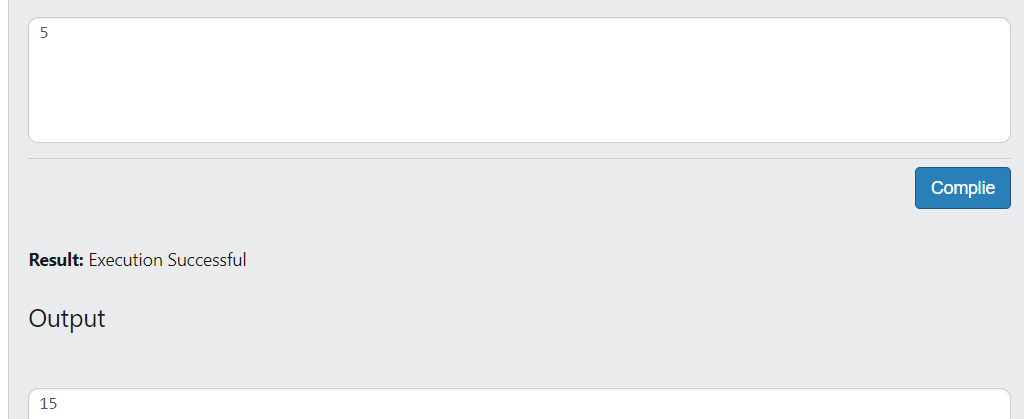 5
Complie
Result: Execution Successful
Output
15